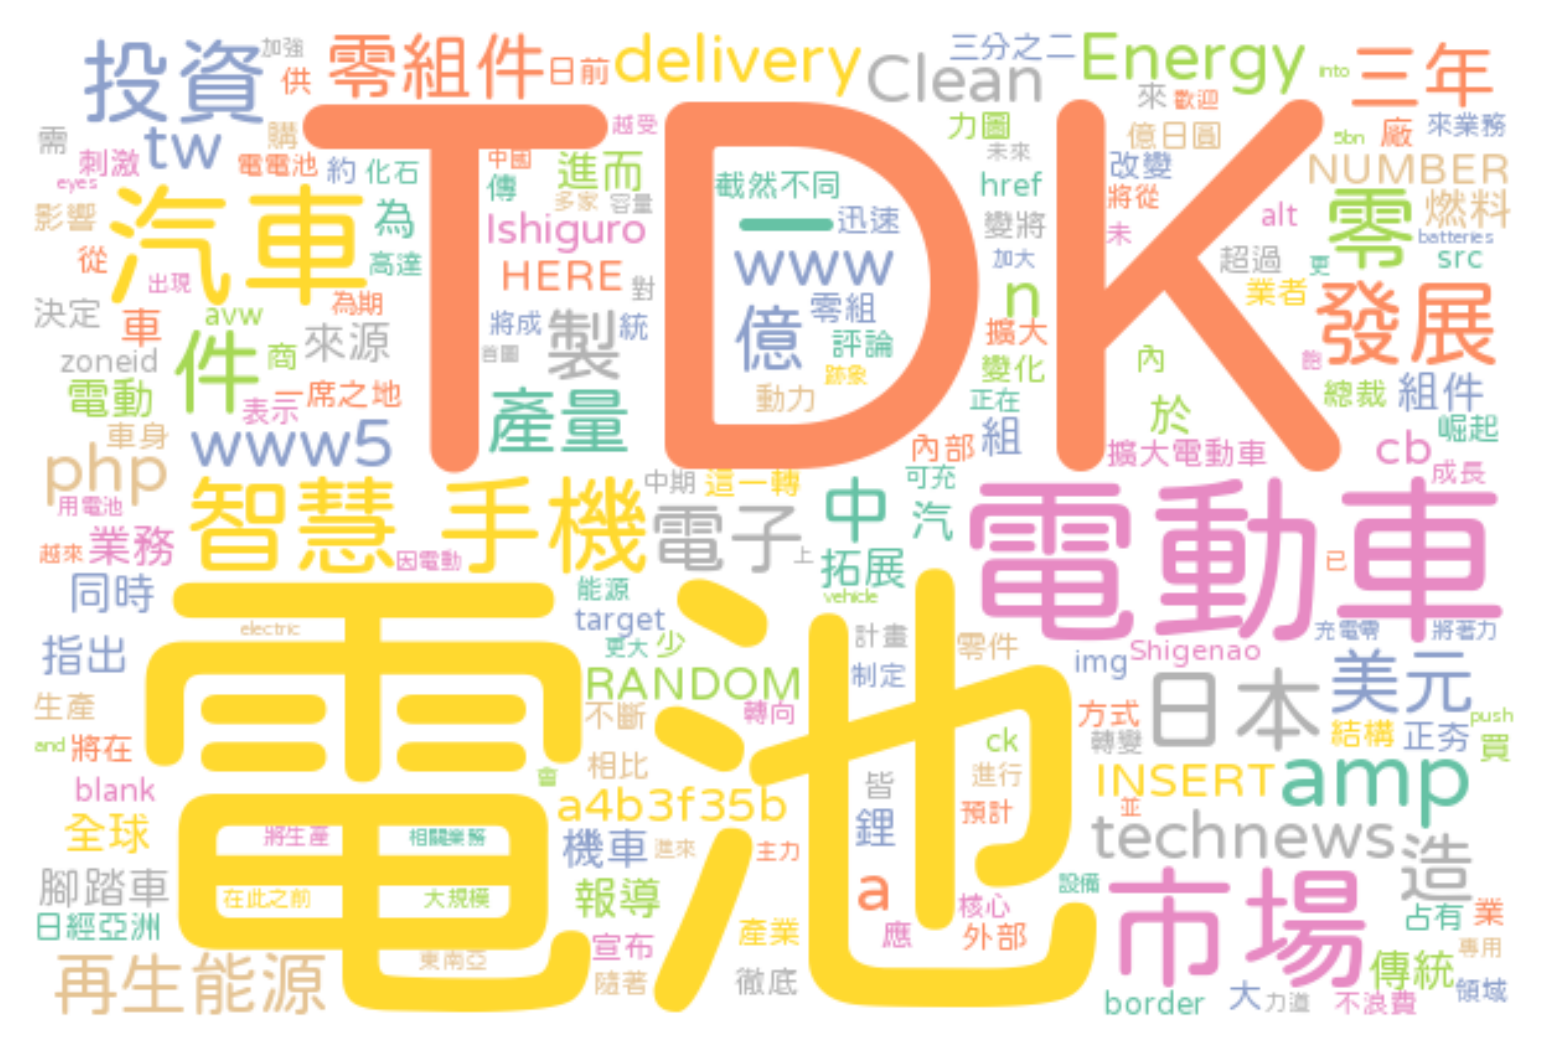 投資 加強 供 零組件 日前 delivery Clean 三分之二 Energy into 三年
需 tw 購 越受 來 歡迎
TDK
刺激 電電池 約 化石 中國 傳 進而 力圖 未來 億日圓 5bn 廠 來業務
eyes 多家 容量 截然不同 href 改變 NUMBER
影響 汽車 為 Ishiguro 一 迅速 變將 將從 alt 零 燃料
從 出現 高達 HERE 對 www 加大 未 超過 更 batteries src
決定 車 avw 為期 將成 統 製 零組 n 擴大 業者 發展
zoneid 件 商 來源 首圖 億 評論 變化 內 飽
電動 表示 一席之地 產量 動力 跡象 正在 於 總裁 組件
車身 www5 內部 組 擴大電動車 cb 崛起
php 用電池 智慧 手機 中期 這一轉 中 可充 汽 電動車 成長
越來 業務 因電動 電子 上 拓展 已
同時 能源 vehicle
electric target 更大 少 計畫 零件 充電零 將著力
指出 電池 RANDOM 制定 img Shigenao 美元
生產 不斷 轉向 方式 日本 push
and 將在 相比 ck 轉變 結構 正夯 買
blank 會 a4b3f35b 皆 進行 INSERT amp
全球 將生產 相關業務 機車 進來 主力 鋰 預計 並 technews
腳踏車 在此之前 大規模 報導 a 設備 市場 造
日經亞洲 宣布 產業 應 核心 外部 占有 業
再生能源 東南亞 隨著 徹底 傳統 專用
border 大 力道 不浪費 領域